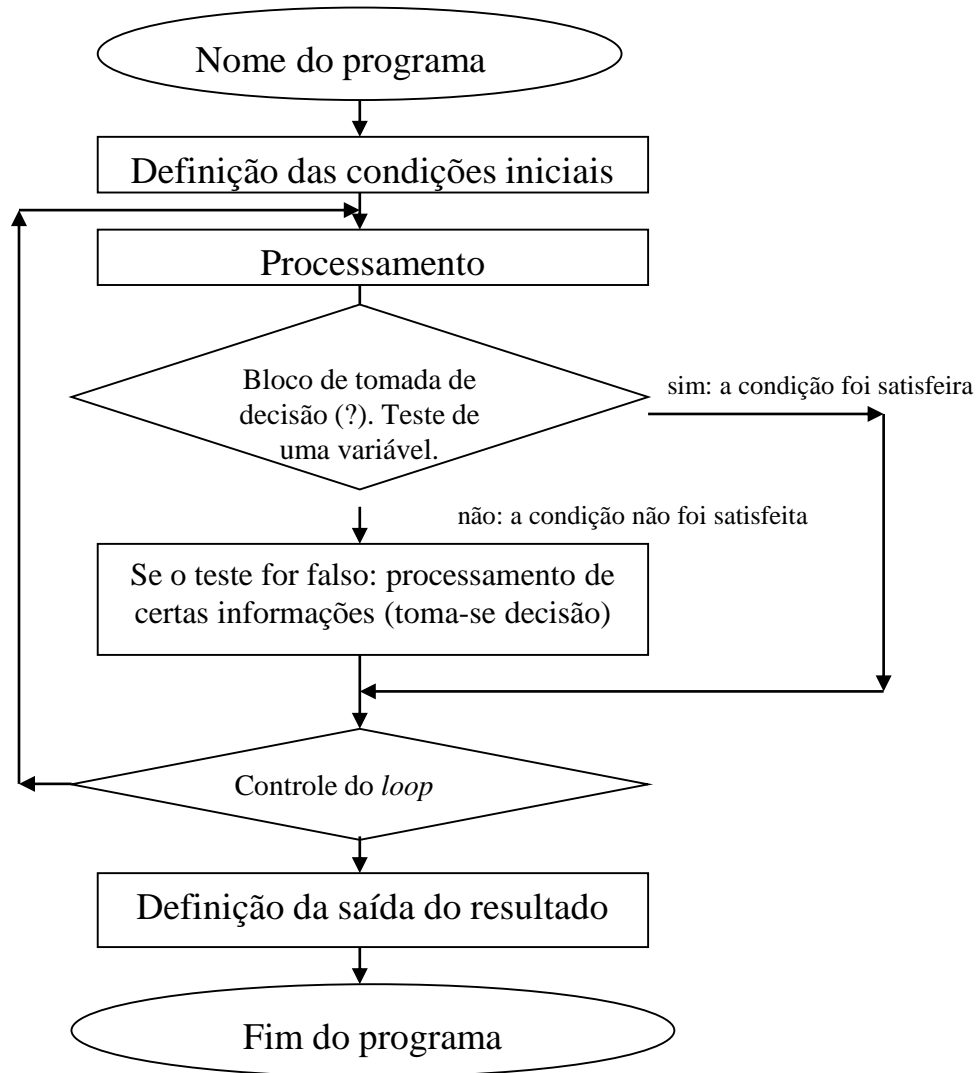 Nome do programa
Definição das condições iniciais
Processamento
Bloco de tomada de
decisão (?). Teste de
uma variável.
sim: a condição foi satisfeira
não: a condição não foi satisfeita
Se o teste for falso: processamento de
certas informações (toma-se decisão)
Controle do loop
Definição da saída do resultado
Fim do programa